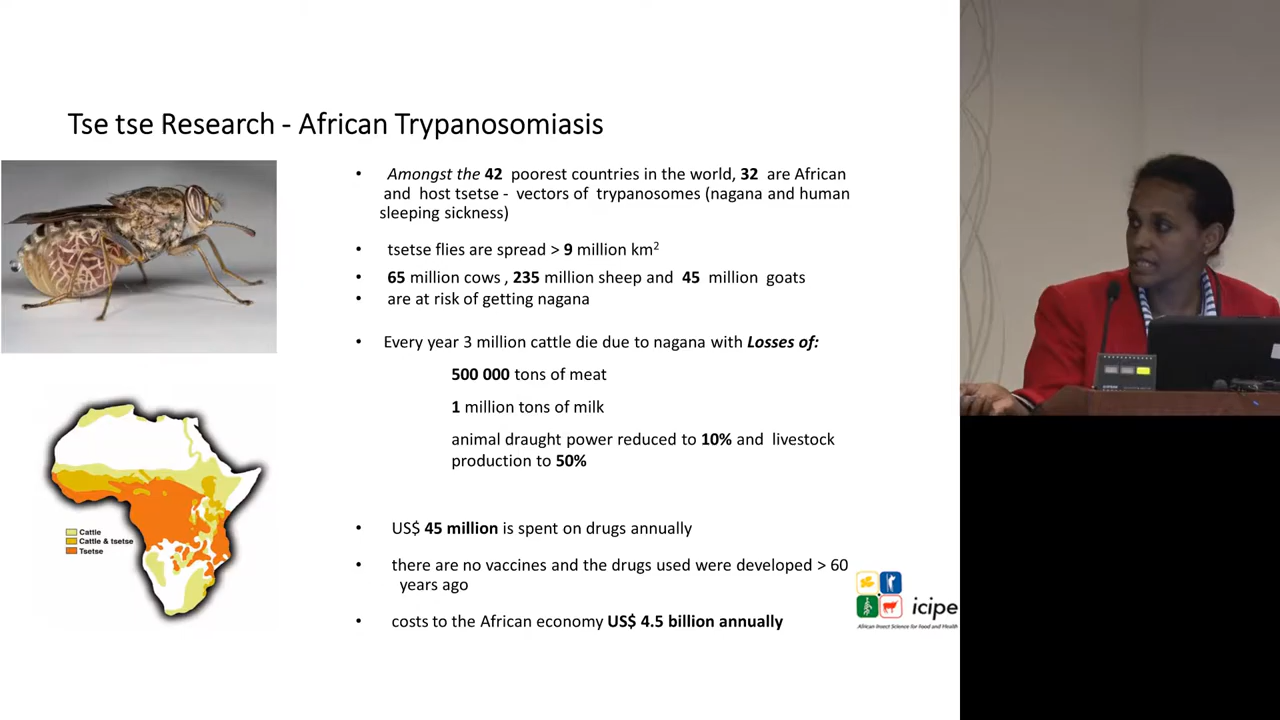 Tse tse Research - African Trypanosomiasis
• Amongst the 42 poorest countries in the world, 32 are African
and host tsetse - vectors of trypanosomes (nagana and human
sleeping sickness)
• tsetse flies are spread > 9 million km²
• 65 million cows , 235 million sheep and 45 million goats
• are at risk of getting nagana
• Every year 3 million cattle die due to nagana with Losses of:
500 000 tons of meat
1 million tons of milk
animal draught power reduced to 10% and livestock
production to 50%
Cattle
Cattle & tsetse
Tsetse
• US$ 45 million is spent on drugs annually
• there are no vaccines and the drugs used were developed > 60
years ago
• costs to the African economy US$ 4.5 billion annually
icipe
African Insect Science for Food and Health